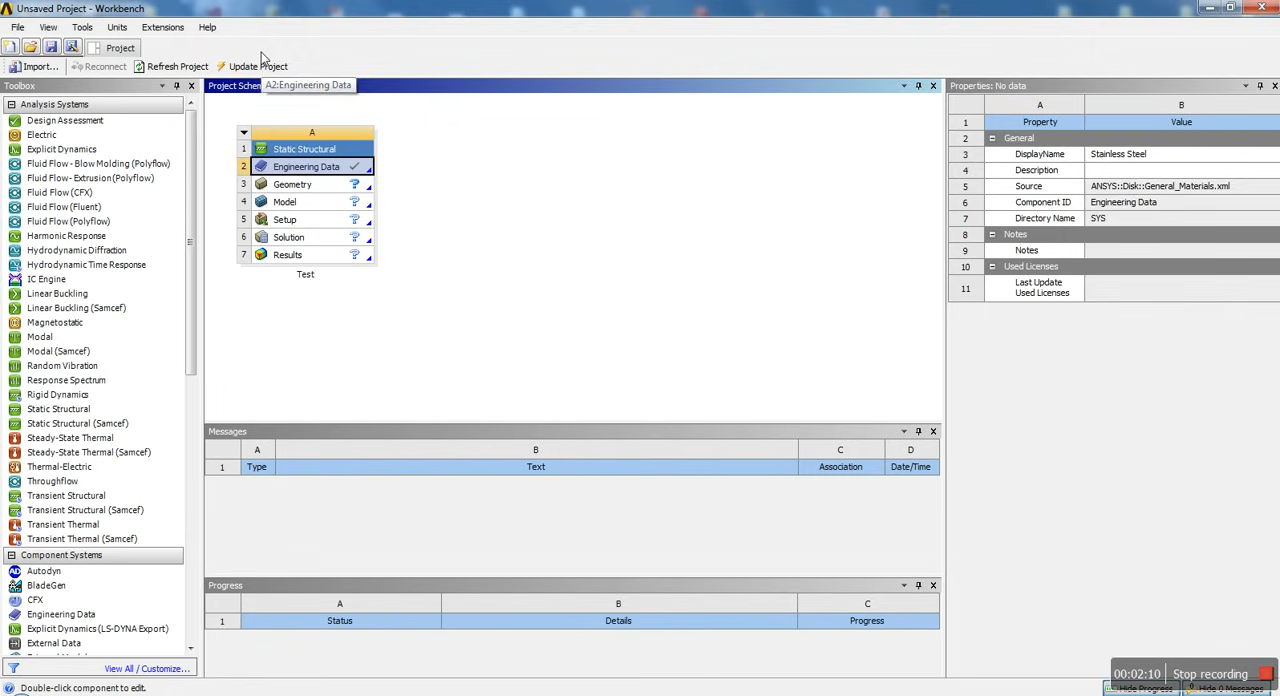 Unsaved Project - Workbench
File View Tools Units Extensions Help
Project
Import... Reconnect Refresh Project Update Project
Toolbox
Analysis Systems
Design Assessment
Electric
Explicit Dynamics
Fluid Flow - Blow Molding (Polyflow)
Fluid Flow - Extrusion (Polyflow)
Fluid Flow (CFX)
Fluid Flow (Fluent)
Fluid Flow (Polyflow)
Harmonic Response
Hydrodynamic Diffraction
Hydrodynamic Time Response
IC Engine
Linear Buckling
Linear Buckling (Samcef)
Magnetostatic
Modal
Modal (Samcef)
Random Vibration
Response Spectrum
Rigid Dynamics
Static Structural
Static Structural (Samcef)
Steady-State Thermal
Steady-State Thermal (Samcef)
Thermal-Electric
Throughflow
Transient Structural
Transient Structural (Samcef)
Transient Thermal
Transient Thermal (Samcef)
Component Systems
Autodyn
BladeGen
CFX
Engineering Data
Explicit Dynamics (LS-DYNA Export)
External Data
View All / Customize...
Project Schem
A2:Engineering Data
A
1 Static Structural
2 Engineering Data
3 Geometry
4 Model
5 Setup
6 Solution
7 Results
Test
Messages
A B C D
1 Type Text Association Date/Time
Progress
A B C
1 Status Details Progress
Properties: No data
A B
1 Property Value
2 General
3 DisplayName Stainless Steel
4 Description
5 Source ANSYS::Disk::General_Materials.xml
6 Component ID Engineering Data
7 Directory Name SYS
8 Notes
9 Notes
10 Used Licenses
11 Last Update Used Licenses
00:02:10 Stop recording
Double-click component to edit.
Hide Progress Hide 0 Messages